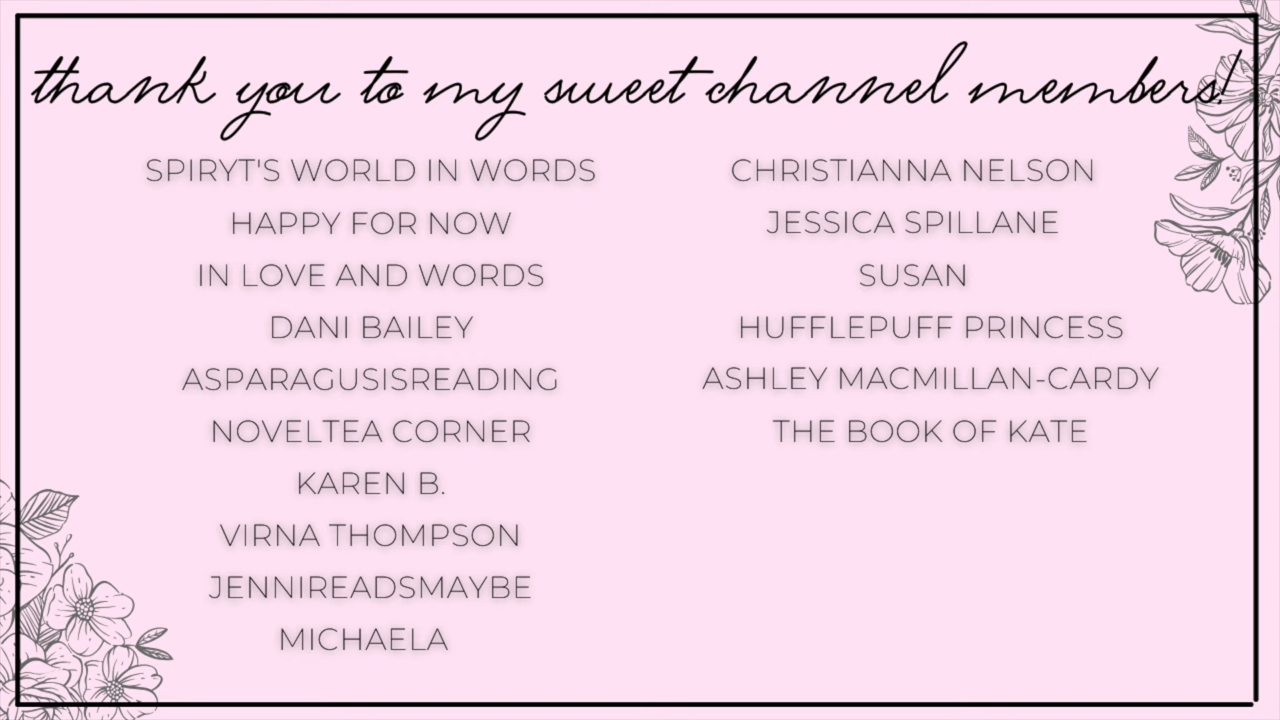 thank you to my sweet channel members!
SPIRYT'S WORLD IN WORDS
HAPPY FOR NOW
IN LOVE AND WORDS
DANI BAILEY
ASPARAGUSISREADING
NOVELTEA CORNER
KAREN B.
VIRNA THOMPSON
JENNIREADSMAYBE
MICHAELA
CHRISTIANNA NELSON
JESSICA SPILLANE
SUSAN
HUFFLEPUFF PRINCESS
ASHLEY MACMILLAN-CARDY
THE BOOK OF KATE